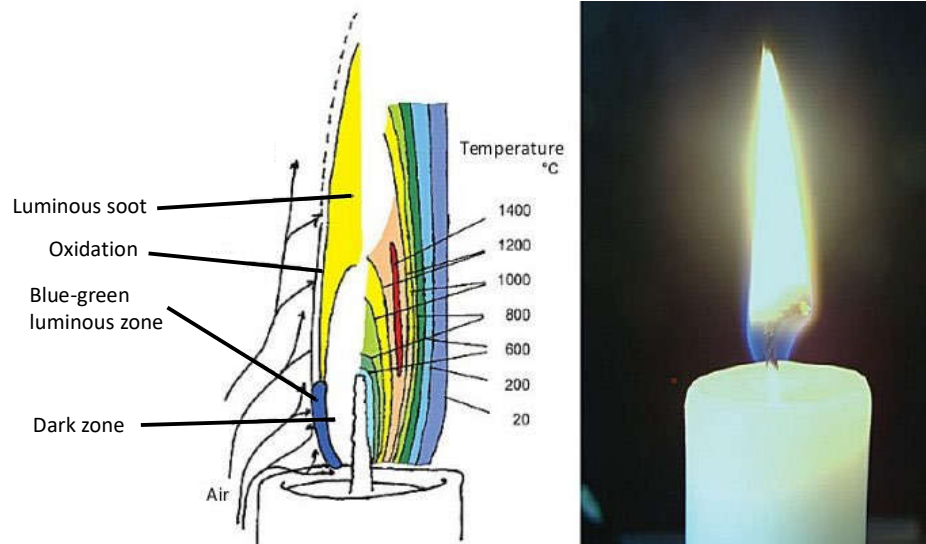 Temperature
°C
Luminous soot
Oxidation
Blue-green
luminous zone
Dark zone
Air
1400
1200
1000
800
600
200
20